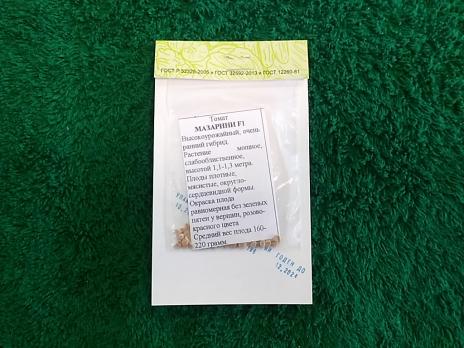 ГОСТ Р 52325-2005 и ГОСТ 32592-2013 и ГОСТ 12260-81
Томат
МАЗАРИНИ F1
Высокоурожайный, очень
ранний гибрид.
Растение мощное,
слабооблиственное,
высотой 1,1-1,3 метра.
Плоды плотные,
мясистые, округло-
сердцевидной формы.
Окраска плода
равномерная без зеленых
пятен у вершин, розово-
красного цвета
Средний вес плода 160-
220 грамм
ГОДЕН ДО
12.2024